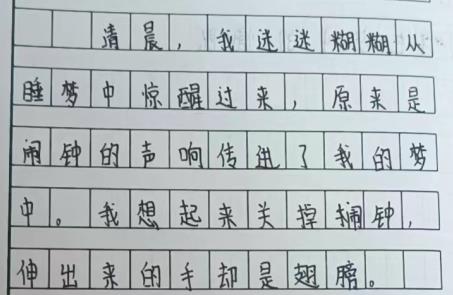 清晨，我迷迷糊糊从
睡梦中惊醒过来，原来是
闹钟的声响传进了我的梦
中。我想起来关掉闹钟，
伸出来的手却是翅膀。